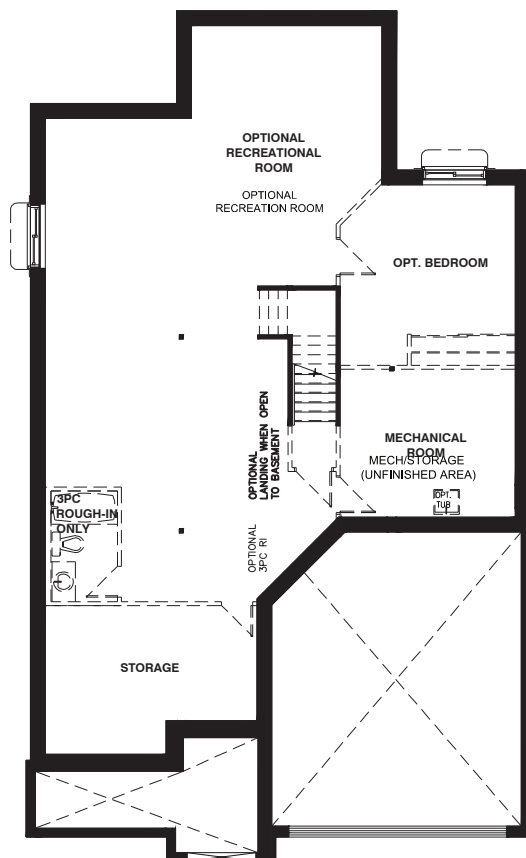 OPTIONAL
RECREATIONAL
ROOM
OPTIONAL
RECREATION ROOM
OPT. BEDROOM
OPTIONAL
LANDING WHEN OPEN
TO BASEMENT
MECHANICAL
ROOM
MECH/STORAGE
(UNFINISHED AREA)
OPT.
TUB
3PC
ROUGH-IN
ONLY
OPTIONAL
3PC RI
STORAGE